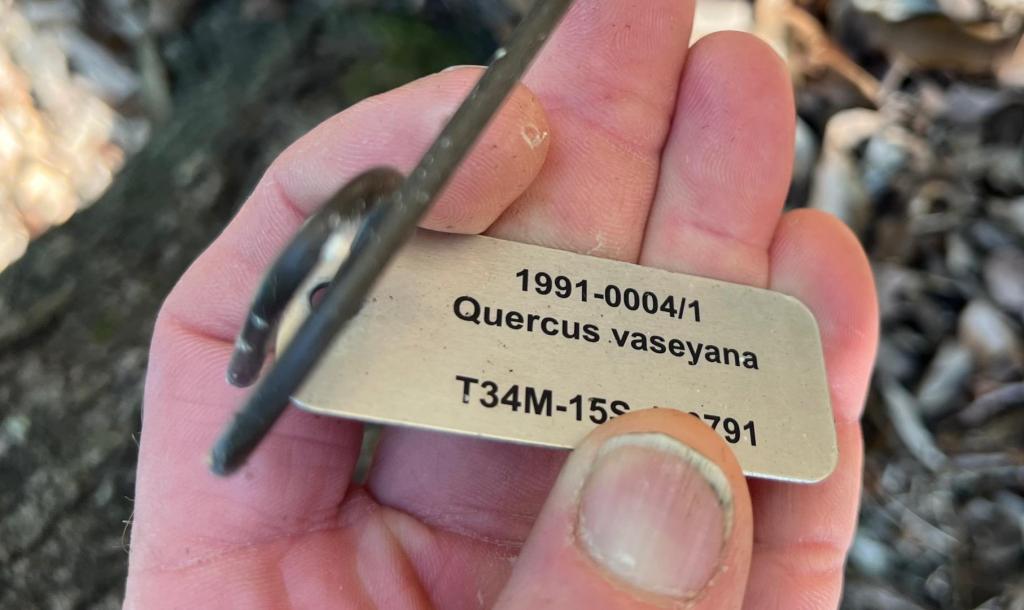 1991-0004/1
Quercus vaseyana
T34M-15S